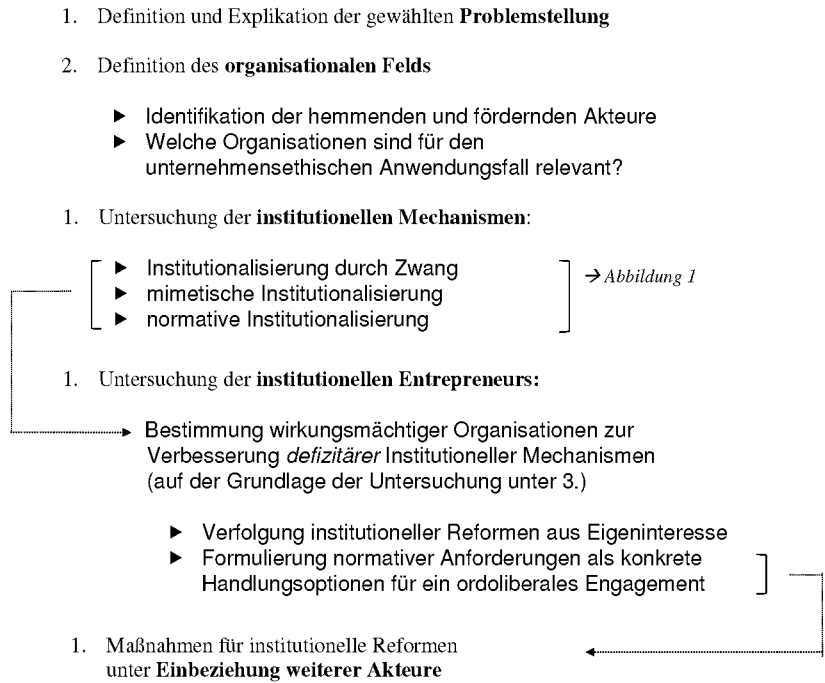 1. Definition und Explikation der gewählten Problemstellung
2. Definition des organisationalen Felds
► Identifikation der hemmenden und fördernden Akteure
► Welche Organisationen sind für den
unternehmensethischen Anwendungsfall relevant?
1. Untersuchung der institutionellen Mechanismen:
► Institutionalisierung durch Zwang
► mimetische Institutionalisierung
► normative Institutionalisierung
→ Abbildung 1
1. Untersuchung der institutionellen Entrepreneurs:
Bestimmung wirkungsmächtiger Organisationen zur
Verbesserung defizitärer Institutioneller Mechanismen
(auf der Grundlage der Untersuchung unter 3.)
► Verfolgung institutioneller Reformen aus Eigeninteresse
► Formulierung normativer Anforderungen als konkrete
Handlungsoptionen für ein ordoliberales Engagement
1. Maßnahmen für institutionelle Reformen
unter Einbeziehung weiterer Akteure